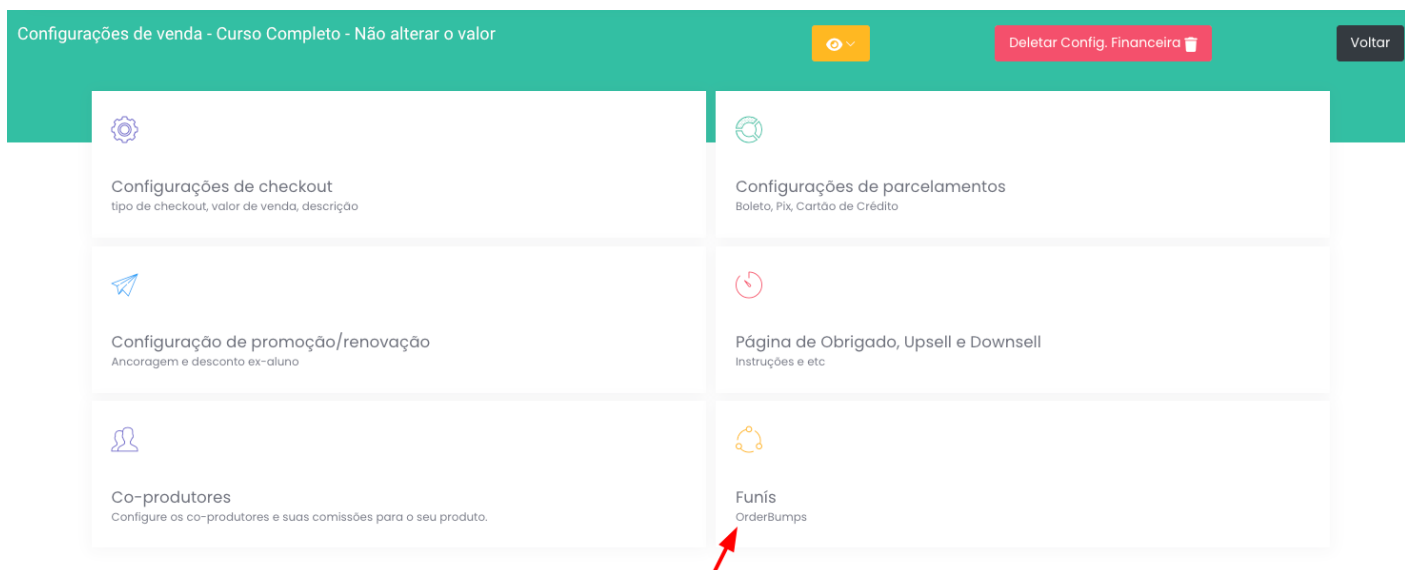 Configurações de venda - Curso Completo - Não alterar o valor
Deletar Config. Financeira
Voltar
Configurações de checkout
tipo de checkout, valor de venda, descrição
Configurações de parcelamentos
Boleto, Pix, Cartão de Crédito
Configuração de promoção/renovação
Ancoragem e desconto ex-aluno
Página de Obrigado, Upsell e Downsell
Instruções e etc
Co-produtores
Configure os co-produtores e suas comissões para o seu produto.
Funís
OrderBumps